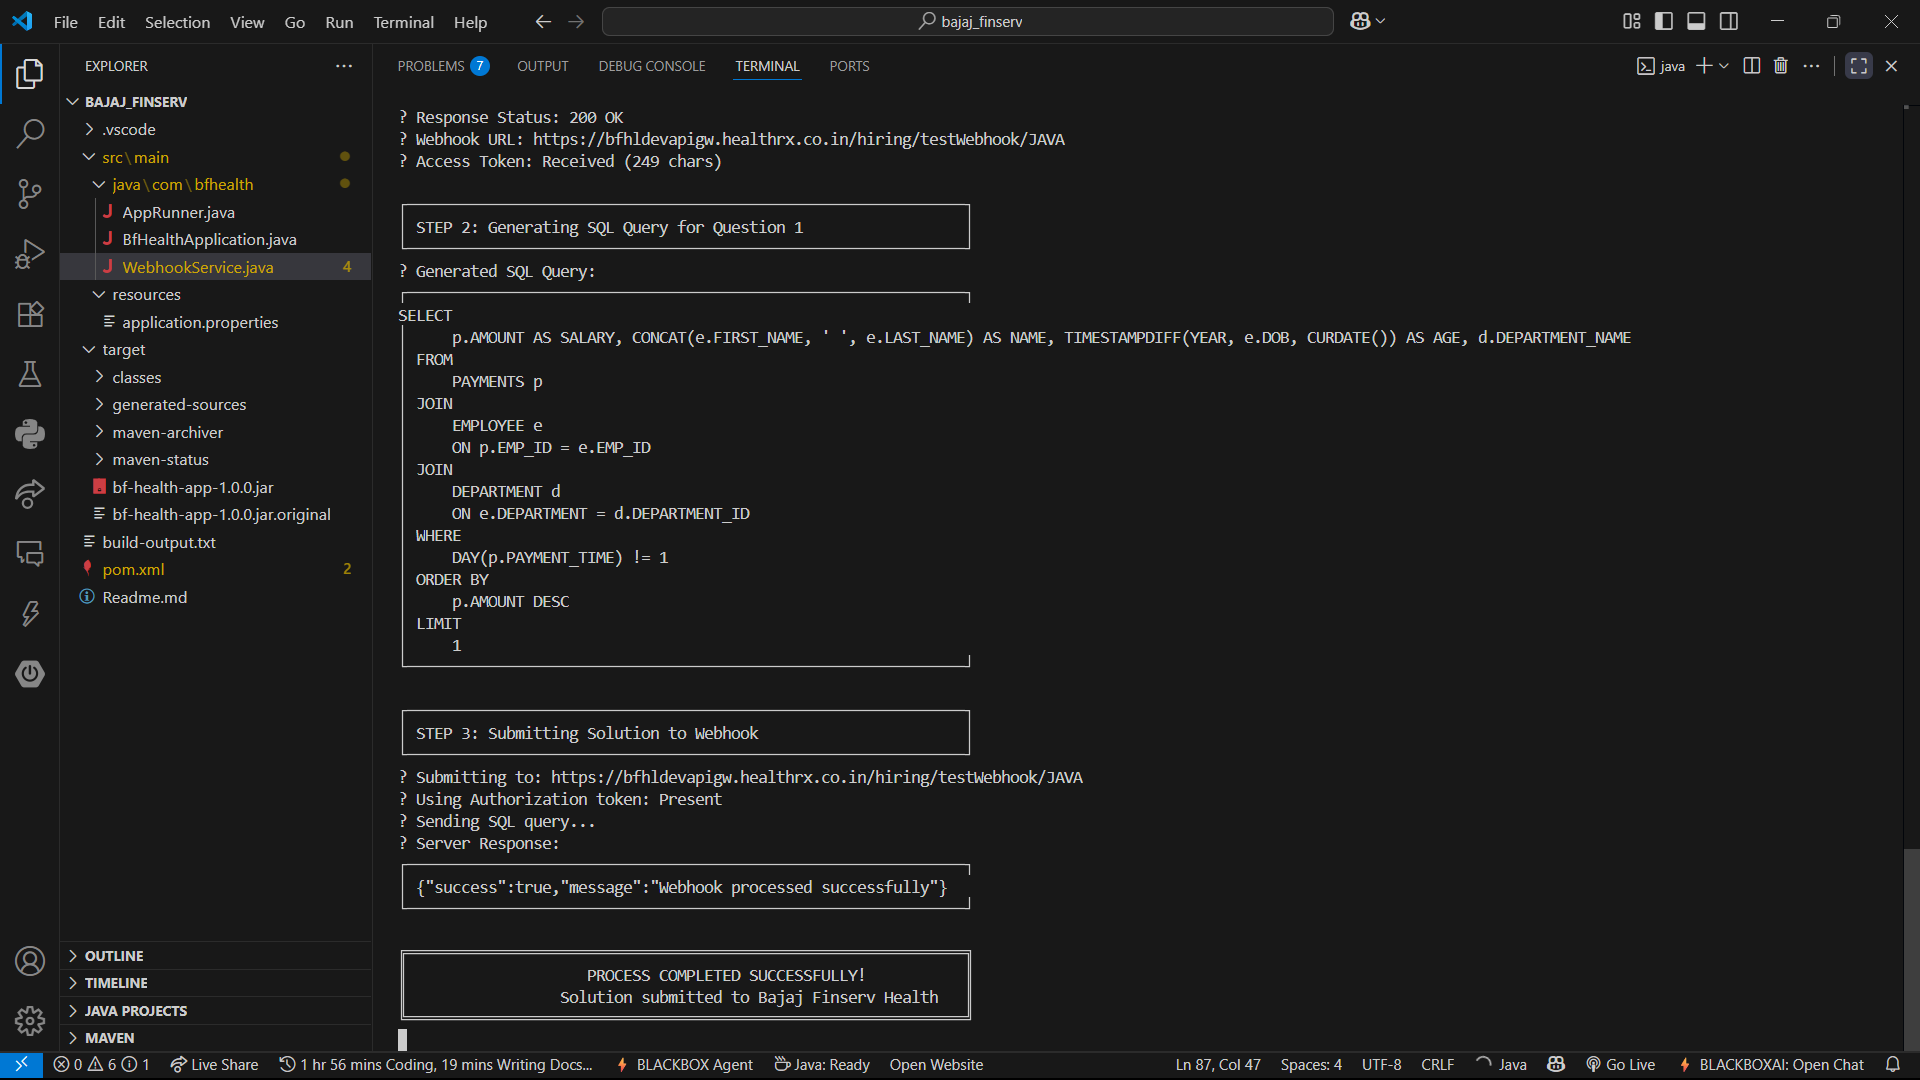 File Edit Selection View Go Run Terminal Help
bajaj_finserv
EXPLORER
BAJAJ_FINSERV
.vscode
src\main
java\com\bfhealth
AppRunner.java
BfHealthApplication.java
WebhookService.java 4
resources
application.properties
target
classes
generated-sources
maven-archiver
maven-status
bf-health-app-1.0.0.jar
bf-health-app-1.0.0.jar.original
build-output.txt
pom.xml 2
Readme.md
OUTLINE
TIMELINE
JAVA PROJECTS
MAVEN
PROBLEMS 7 OUTPUT DEBUG CONSOLE TERMINAL PORTS
java
? Response Status: 200 OK
? Webhook URL: https://bfhldevapigw.healthrx.co.in/hiring/testWebhook/JAVA
? Access Token: Received (249 chars)
STEP 2: Generating SQL Query for Question 1
? Generated SQL Query:
SELECT
p.AMOUNT AS SALARY, CONCAT(e.FIRST_NAME, ' ', e.LAST_NAME) AS NAME, TIMESTAMPDIFF(YEAR, e.DOB, CURDATE()) AS AGE, d.DEPARTMENT_NAME
FROM
PAYMENTS p
JOIN
EMPLOYEE e
ON p.EMP_ID = e.EMP_ID
JOIN
DEPARTMENT d
ON e.DEPARTMENT = d.DEPARTMENT_ID
WHERE
DAY(p.PAYMENT_TIME) != 1
ORDER BY
p.AMOUNT DESC
LIMIT
1
STEP 3: Submitting Solution to Webhook
? Submitting to: https://bfhldevapigw.healthrx.co.in/hiring/testWebhook/JAVA
? Using Authorization token: Present
? Sending SQL query...
? Server Response:
{"success":true,"message":"Webhook processed successfully"}
PROCESS COMPLETED SUCCESSFULLY!
Solution submitted to Bajaj Finserv Health
0 6 1 Live Share 1 hr 56 mins Coding, 19 mins Writing Docs... BLACKBOX Agent Java: Ready Open Website Ln 87, Col 47 Spaces: 4 UTF-8 CRLF Java Go Live BLACKBOXAI: Open Chat